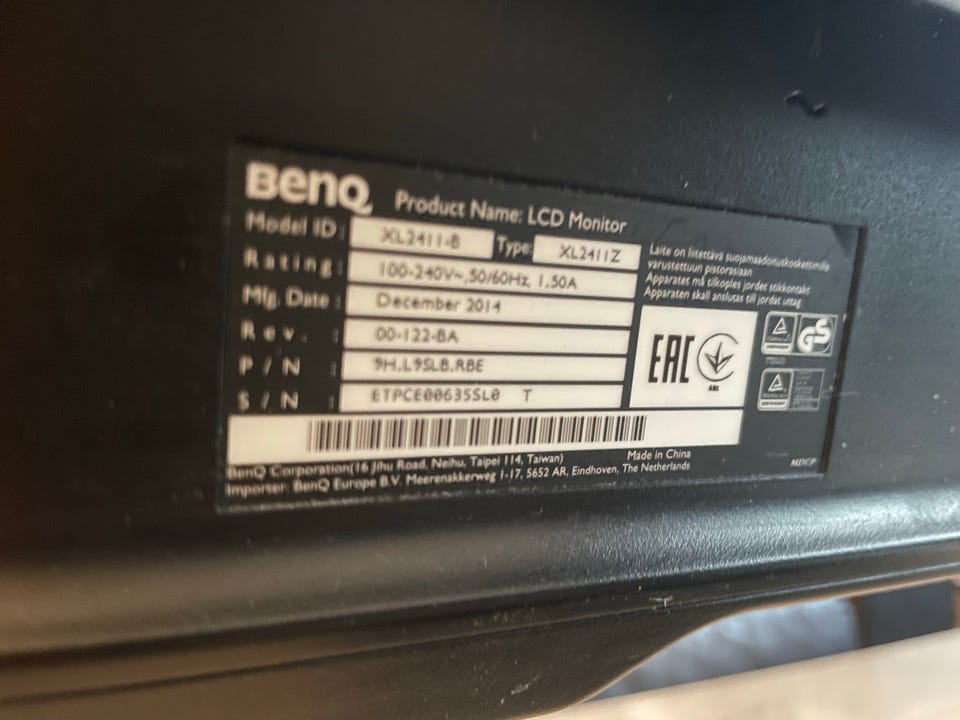 BenQ Product Name: LCD Monitor
Model ID : XL2411-B Type: XL2411Z
Rating : 100-240V~,50/60Hz, 1.50A
Mfg. Date : December 2014
Rev. : 00-122-BA
P/N : 9H.L9SLB.RBE
S/N : ETPCE00635SL0 T
Laite on liitettävä suojamaadoituskoskettimilla
varustettuun pistorasiaan
Apparatet må tilkoples jordet stikkontakt
Apparaten skall anslutas till jordat uttag
EAC
GS
Made in China
BenQ Corporation(16 Jihu Road, Neihu, Taipei 114, Taiwan)
Importer: BenQ Europe B.V. Meerenakkerweg 1-17, 5652 AR, Eindhoven, The Netherlands
MDCP